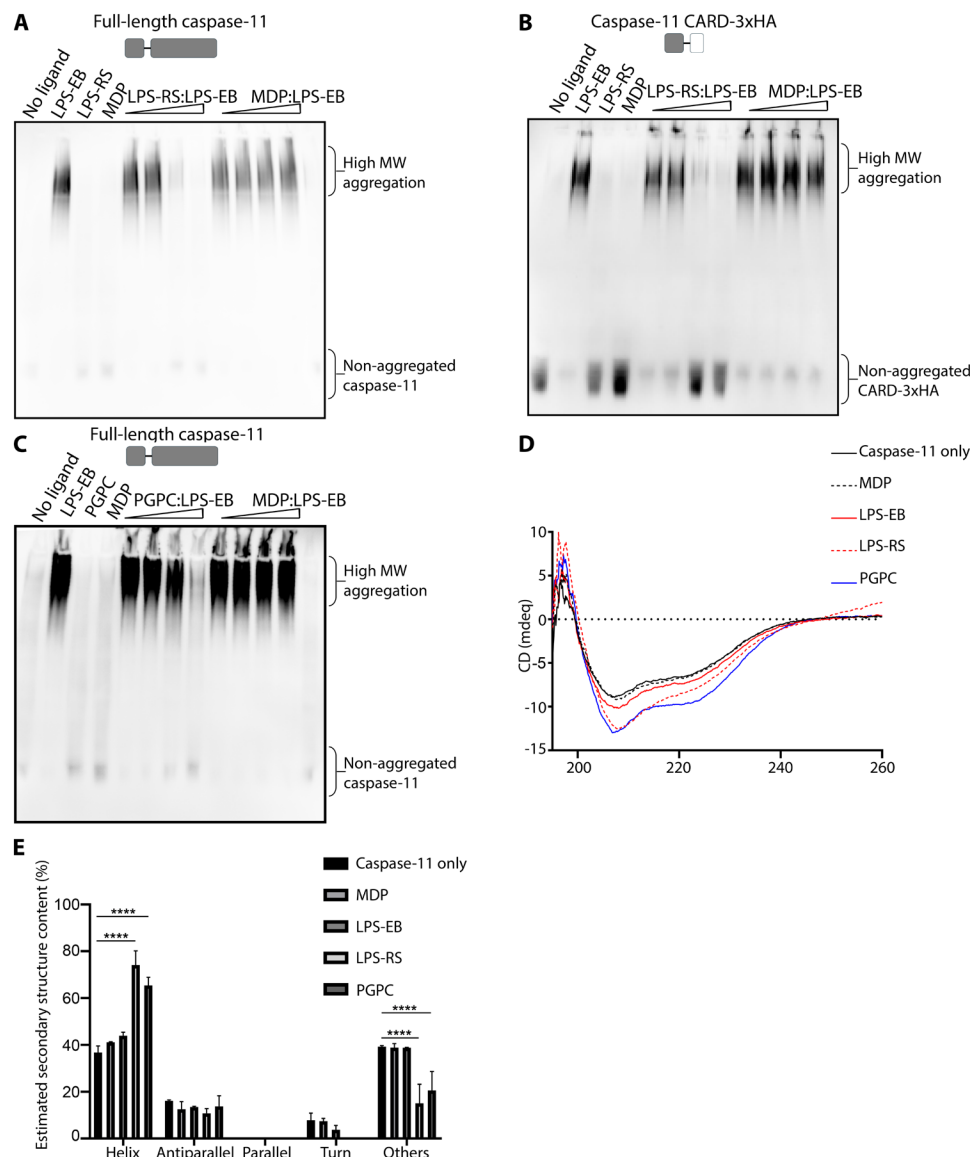 A
Full-length caspase-11
No ligand
LPS-EB
LPS-RS
MDP
LPS-RS:LPS-EB
MDP:LPS-EB
High MW
aggregation
Non-aggregated
caspase-11
B
Caspase-11 CARD-3xHA
No ligand
LPS-EB
LPS-RS
MDP
LPS-RS:LPS-EB
MDP:LPS-EB
High MW
aggregation
Non-aggregated
CARD-3xHA
C
Full-length caspase-11
No ligand
LPS-EB
PGPC
MDP
PGPC:LPS-EB
MDP:LPS-EB
High MW
aggregation
Non-aggregated
caspase-11
D
Caspase-11 only
MDP
LPS-EB
LPS-RS
PGPC
CD (mdeq)
10
5
0
-5
-10
-15
200
220
240
260
E
Caspase-11 only
MDP
LPS-EB
LPS-RS
PGPC
Estimated secondary structure content (%)
100
80
60
40
20
0
****
****
****
****
Helix
Antiparallel
Parallel
Turn
Others